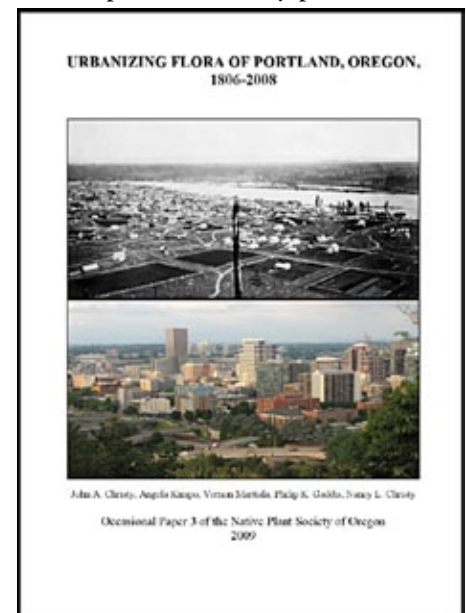 URBANIZING FLORA OF PORTLAND, OREGON,
1806-2008
John A. Christy, Angela Kimpo, Vernon Marttala, Philip K. Gaddis, Nancy L. Christy
Occasional Paper 3 of the Native Plant Society of Oregon
2009